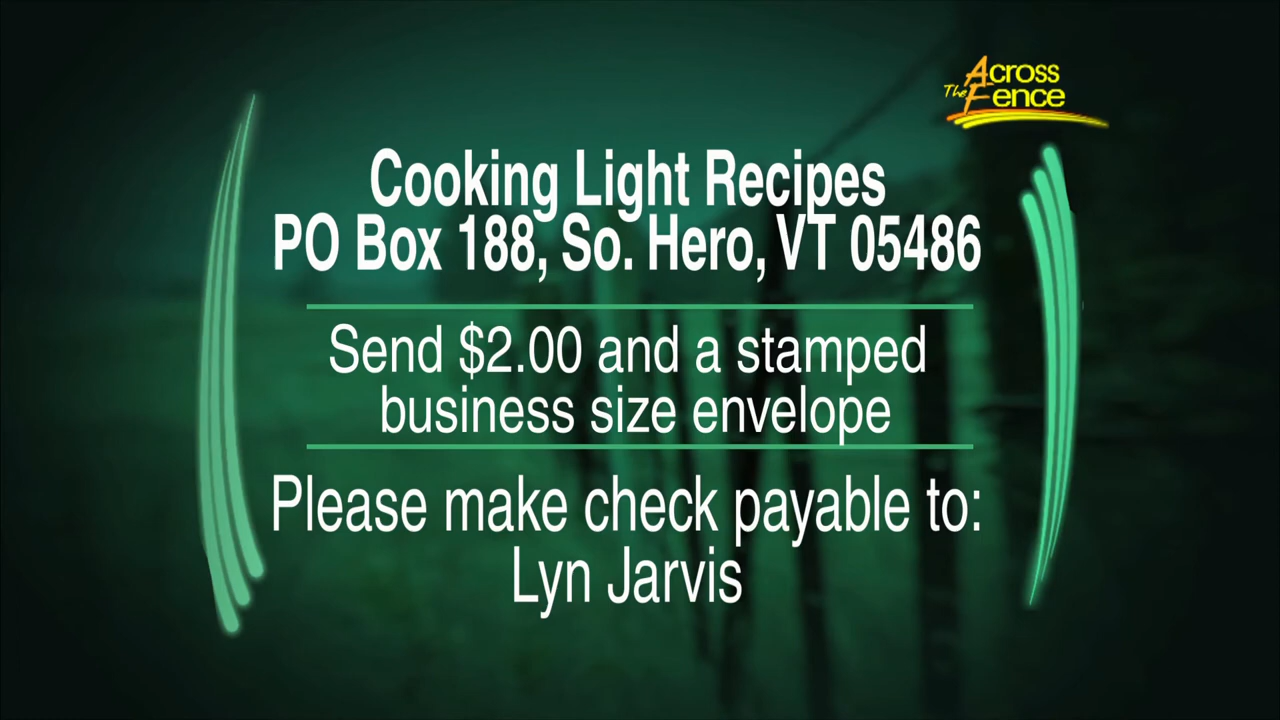 Across
The Fence
Cooking Light Recipes
PO Box 188, So. Hero, VT 05486
Send $2.00 and a stamped
business size envelope
Please make check payable to:
Lyn Jarvis